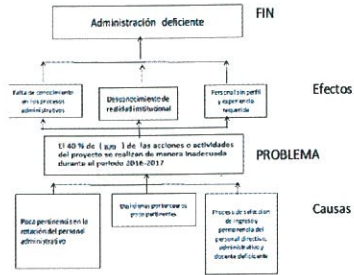 FIN
Administración deficiente
Efectos
Falta de conocimiento
en los procesos
administrativos
Desconocimiento de
realidad institucional
Personal sin perfil
y experiencia
requerida
El 40 % de las acciones o actividades
del proyecto se realizan de manera inadecuada
durante el periodo 2016-2017
PROBLEMA
Causas
Poca pertinencia en la
rotación del personal
administrativo
pertinentes
Proceso de selección
de ingreso y
permanencia del
personal directivo,
administrativo y
docente deficiente